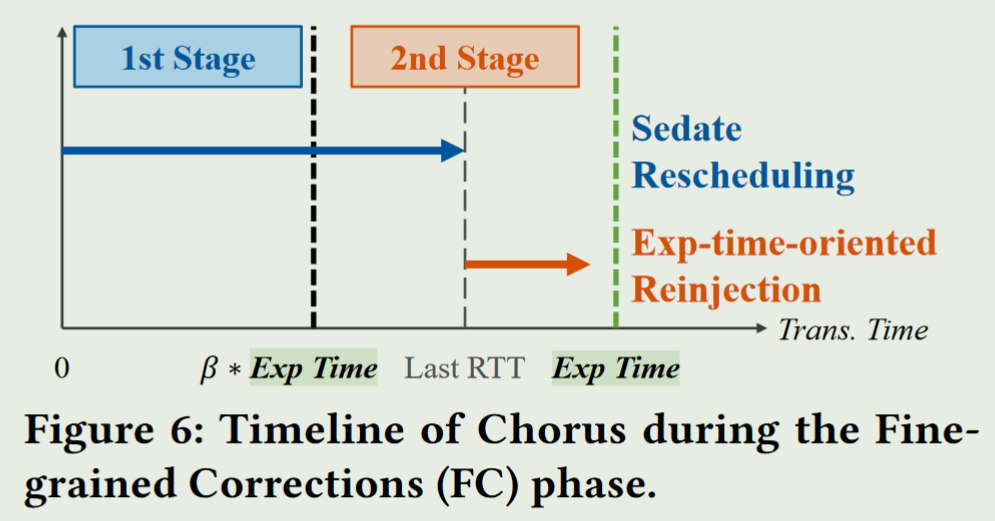 1st Stage
2nd Stage
Sedate
Rescheduling
Exp-time-oriented
Reinjection
Trans. Time
0
β * Exp Time
Last RTT
Exp Time
Figure 6: Timeline of Chorus during the Fine-
grained Corrections (FC) phase.